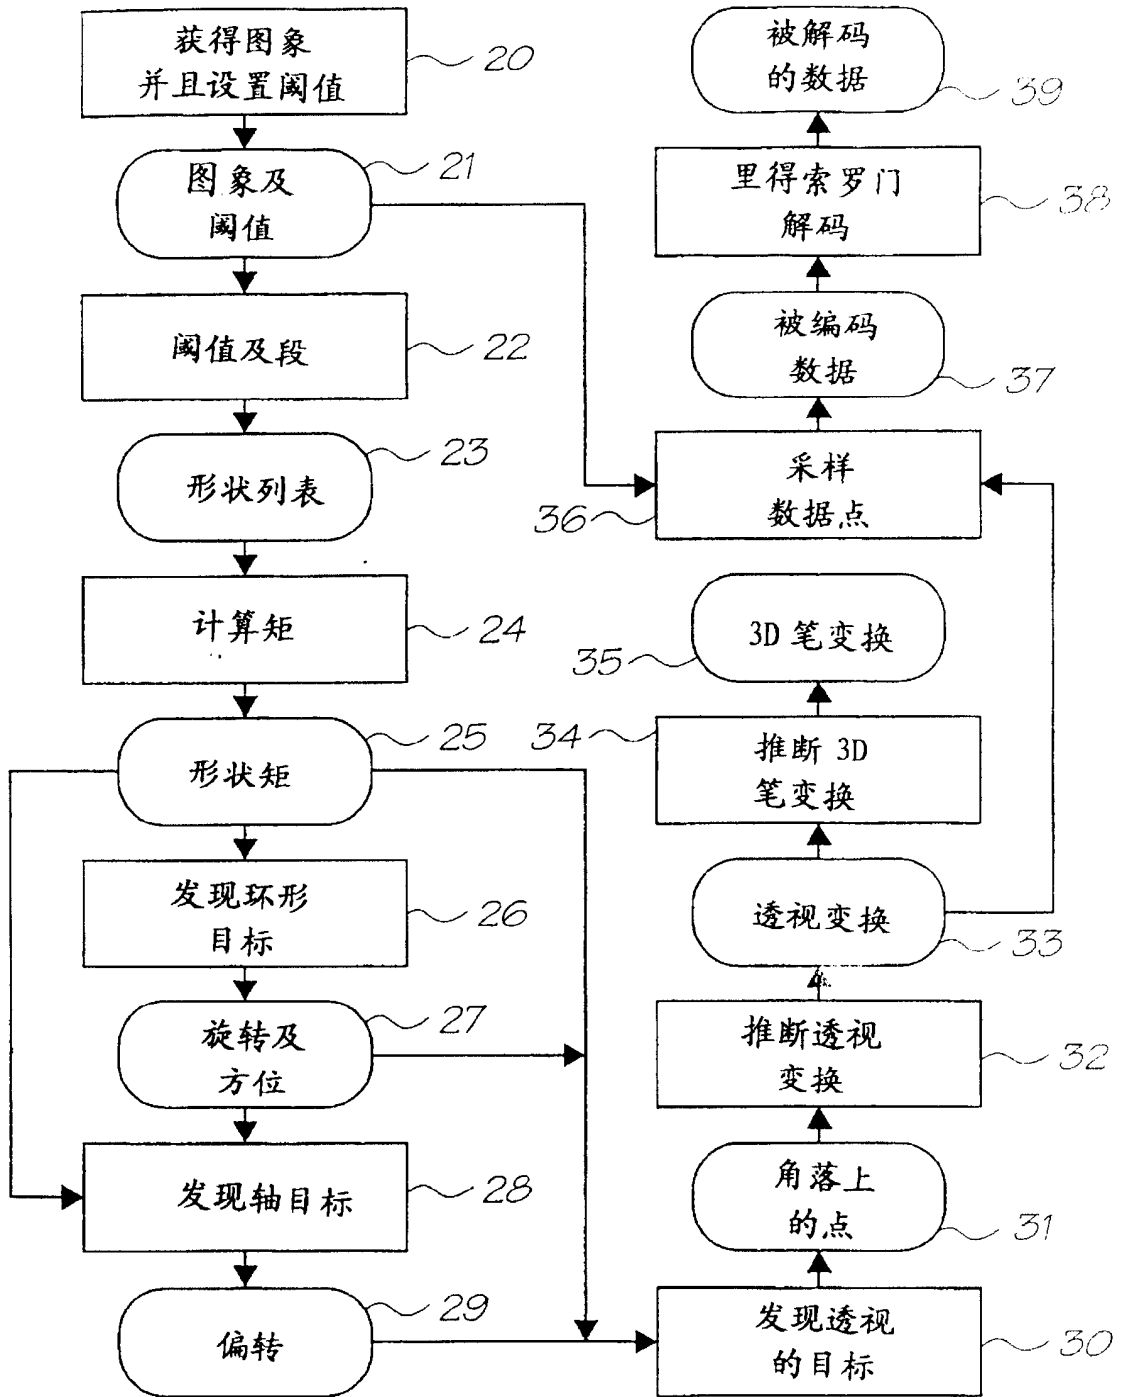 获得图象
并且设置阈值
20
图象及
阈值
21
阈值及段
22
形状列表
23
计算矩
24
形状矩
25
发现环形
目标
26
旋转及
方位
27
发现轴目标
28
偏转
29
被解码
的数据
39
里得索罗门
解码
38
被编码
数据
37
采样
数据点
36
3D 笔变换
35
推断 3D
笔变换
34
透视变换
33
推断透视
变换
32
角落上
的点
31
发现透视
的目标
30